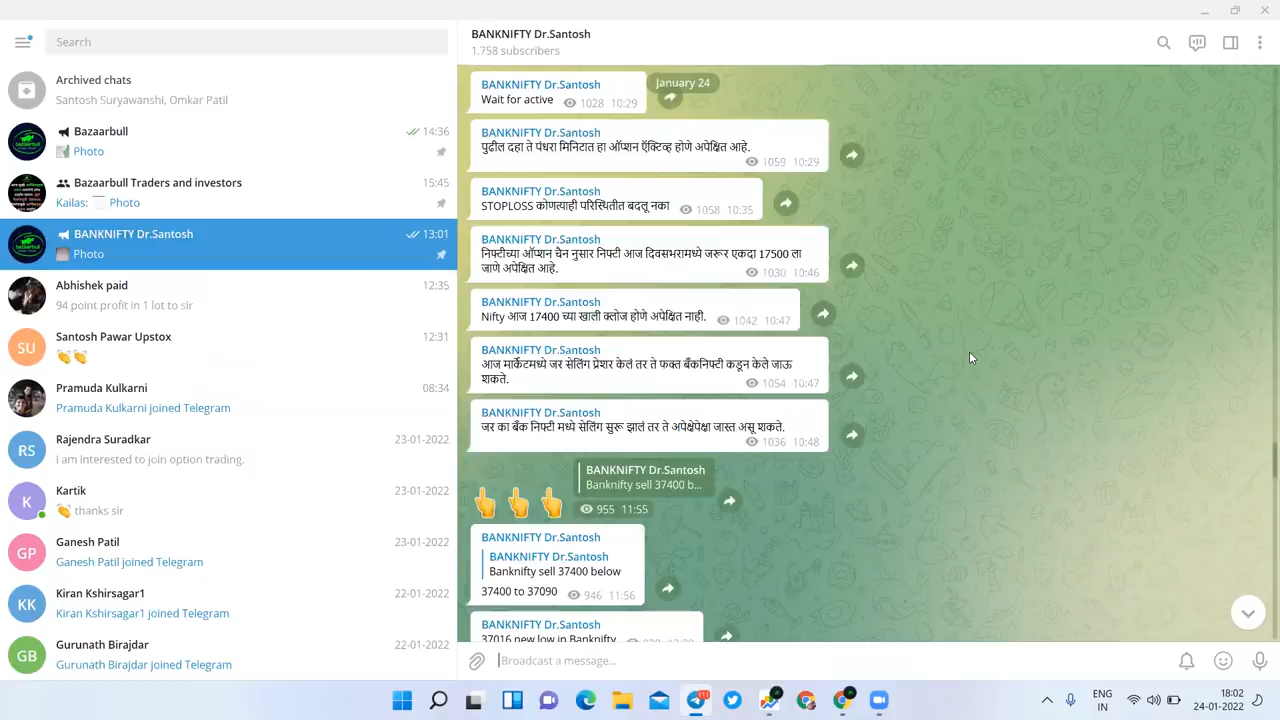 Search
Archived chats
Santosh Suryawanshi, Omkar Patil
Bazaarbull
14:36
Photo
Bazaarbull Traders and investors
15:45
Kailas: Photo
BANKNIFTY Dr.Santosh
13:01
Photo
Abhishek paid
12:35
94 point profit in 1 lot to sir
SU
Santosh Pawar Upstox
12:31
Pramuda Kulkarni
08:34
Pramuda Kulkarni joined Telegram
RS
Rajendra Suradkar
23-01-2022
I am interested to join option trading.
K
Kartik
23-01-2022
thanks sir
GP
Ganesh Patil
23-01-2022
Ganesh Patil joined Telegram
KK
Kiran Kshirsagar1
22-01-2022
Kiran Kshirsagar1 joined Telegram
GB
Gurunath Birajdar
22-01-2022
Gurunath Birajdar joined Telegram
BANKNIFTY Dr.Santosh
1,758 subscribers
January 24
BANKNIFTY Dr.Santosh
Wait for active 1028 10:29
BANKNIFTY Dr.Santosh
पुढील दहा ते पंधरा मिनिटात हा ऑप्शन ऍक्टिव्ह होणे अपेक्षित आहे.
1059 10:29
BANKNIFTY Dr.Santosh
STOPLOSS कोणत्याही परिस्थितीत बदलू नका 1058 10:35
BANKNIFTY Dr.Santosh
निफ्टीच्या ऑप्शन चैन नुसार निफ्टी आज दिवसभरामध्ये जरूर एकदा 17500 ला
जाणे अपेक्षित आहे.
1030 10:46
BANKNIFTY Dr.Santosh
Nifty आज 17400 च्या खाली क्लोज होणे अपेक्षित नाही. 1042 10:47
BANKNIFTY Dr.Santosh
आज मार्केटमध्ये जर सेलिंग प्रेशर केलं तर ते फक्त बँकनिफ्टी कडून केले जाऊ
शकते.
1054 10:47
BANKNIFTY Dr.Santosh
जर का बँक निफ्टी मध्ये सेलिंग सुरू झालं तर ते अपेक्षेपेक्षा जास्त असू शकते.
1036 10:48
BANKNIFTY Dr.Santosh
Banknifty sell 37400 b...
955 11:55
BANKNIFTY Dr.Santosh
BANKNIFTY Dr.Santosh
Banknifty sell 37400 below
37400 to 37090 946 11:56
BANKNIFTY Dr.Santosh
37016 new low in Banknifty
Broadcast a message...
ENG
IN
18:02
24-01-2022